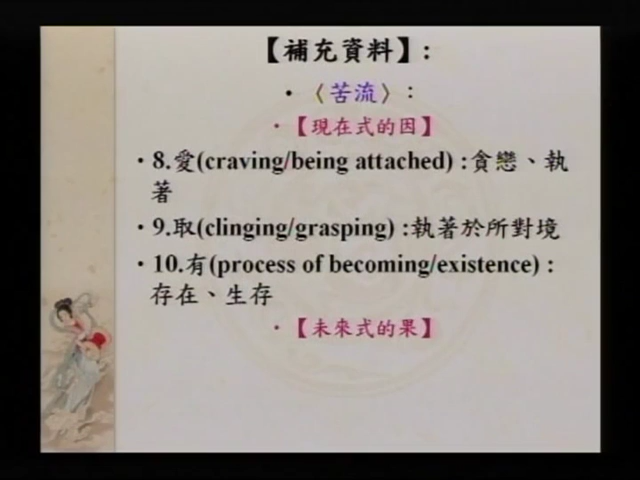 【補充資料】:
•〈苦流〉:
•【現在式的因】
•8.愛(craving/being attached) :貪戀、執
著
•9.取(clinging/grasping) :執著於所對境
•10.有(process of becoming/existence) :
存在、生存
•【未來式的果】